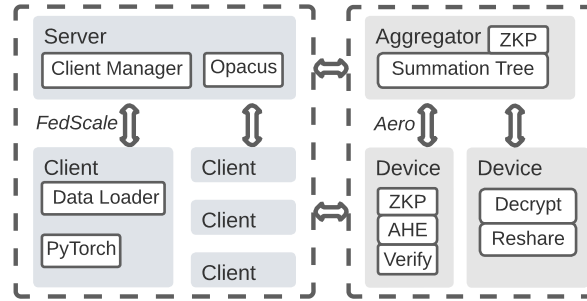 Server
Client Manager
Opacus
FedScale
Client
Data Loader
PyTorch
Client
Client
Client
Aggregator
ZKP
Summation Tree
Aero
Device
ZKP
AHE
Verify
Device
Decrypt
Reshare